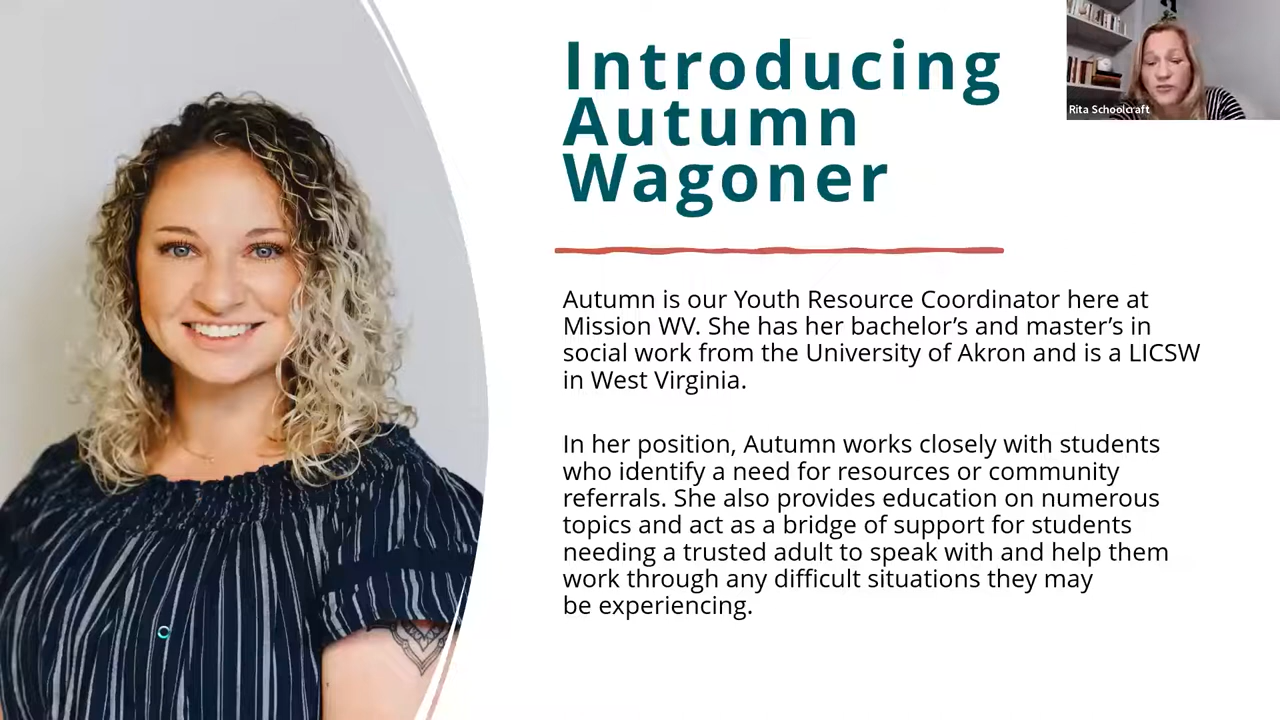 Introducing
Autumn
Wagoner
Rita Schoolcraft
Autumn is our Youth Resource Coordinator here at
Mission WV. She has her bachelor’s and master’s in
social work from the University of Akron and is a LICSW
in West Virginia.
In her position, Autumn works closely with students
who identify a need for resources or community
referrals. She also provides education on numerous
topics and act as a bridge of support for students
needing a trusted adult to speak with and help them
work through any difficult situations they may
be experiencing.